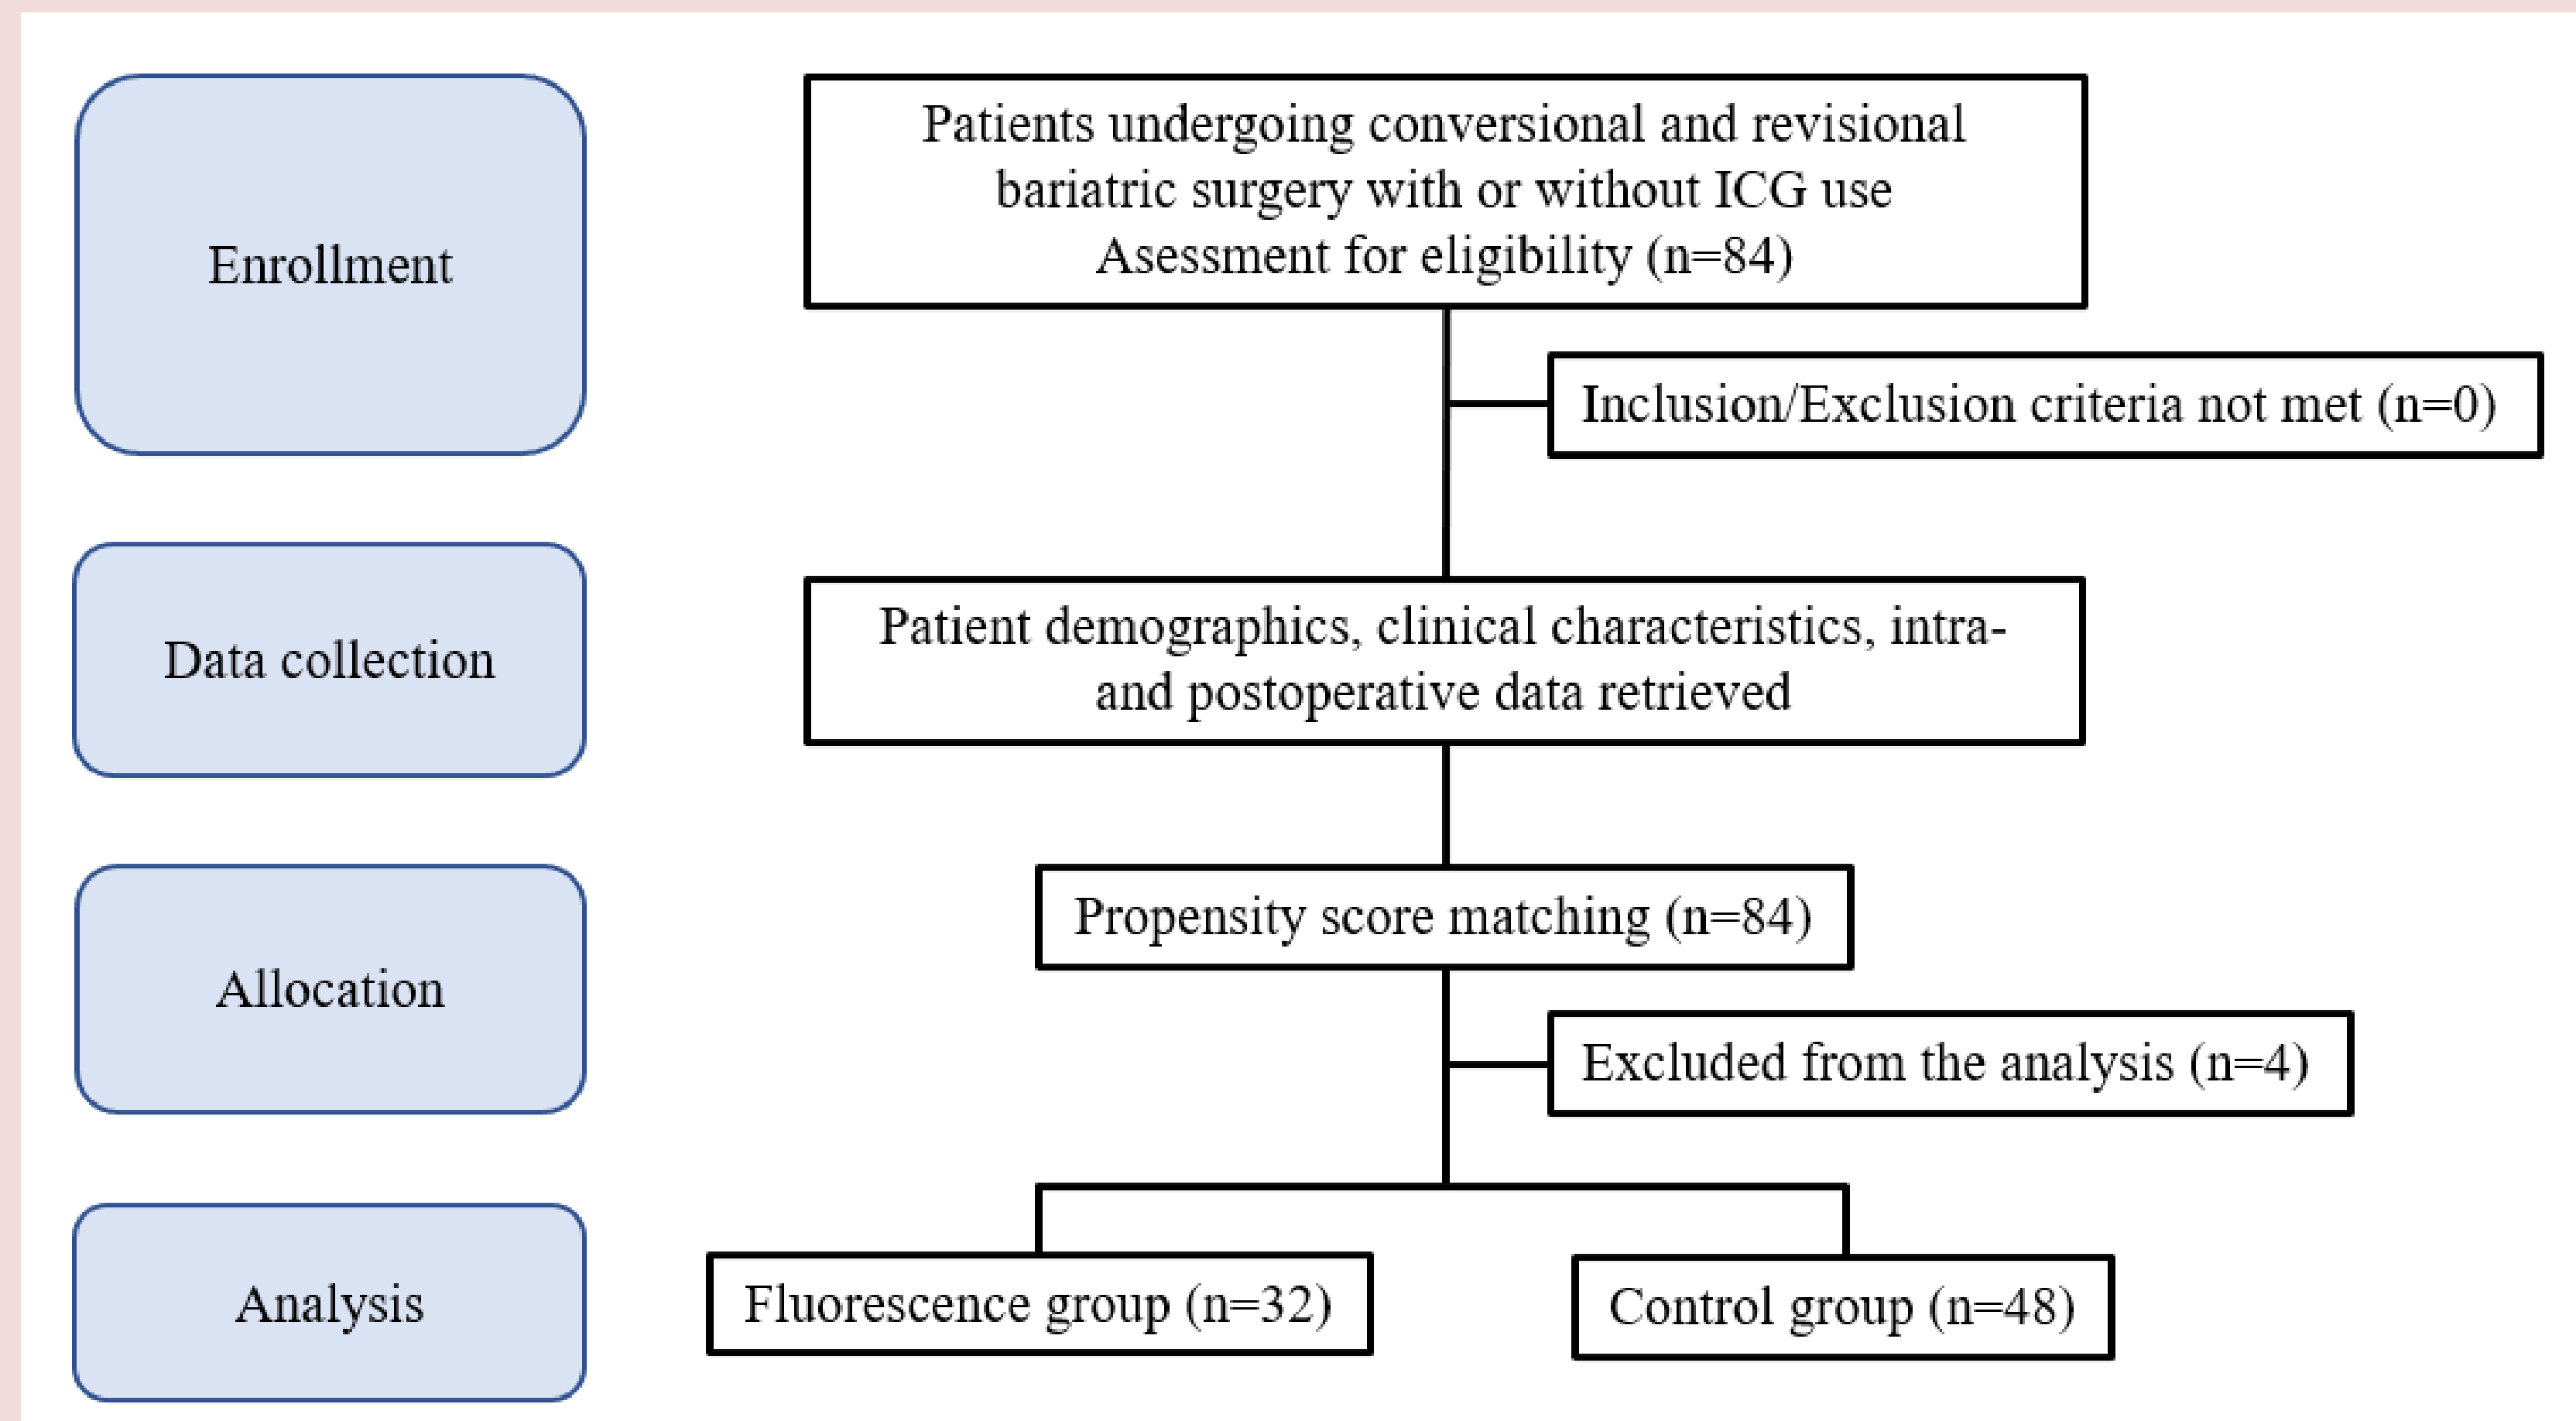 Enrollment
Patients undergoing conversional and revisional
bariatric surgery with or without ICG use
Asessment for eligibility (n=84)
Inclusion/Exclusion criteria not met (n=0)
Data collection
Patient demographics, clinical characteristics, intra-
and postoperative data retrieved
Allocation
Propensity score matching (n=84)
Excluded from the analysis (n=4)
Analysis
Fluorescence group (n=32)
Control group (n=48)